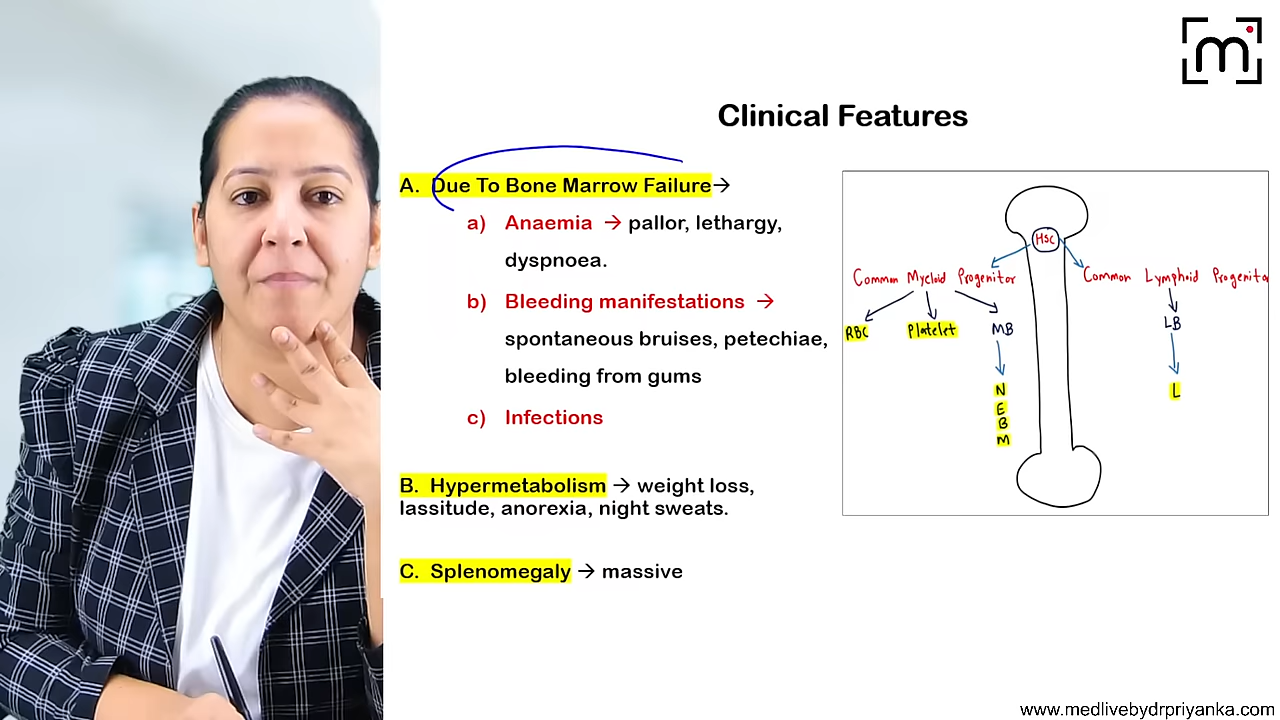 m
Clinical Features
A. Due To Bone Marrow Failure→
a) Anaemia → pallor, lethargy,
dyspnoea.
b) Bleeding manifestations →
spontaneous bruises, petechiae,
bleeding from gums
c) Infections
B. Hypermetabolism → weight loss,
lassitude, anorexia, night sweats.
C. Splenomegaly → massive
HSC
Common Myeloid Progenitor
Common Lymphoid Progenitor
RBC Platelet MB
LB
N
E
B
M
L
www.medlivebydrpriyanka.com